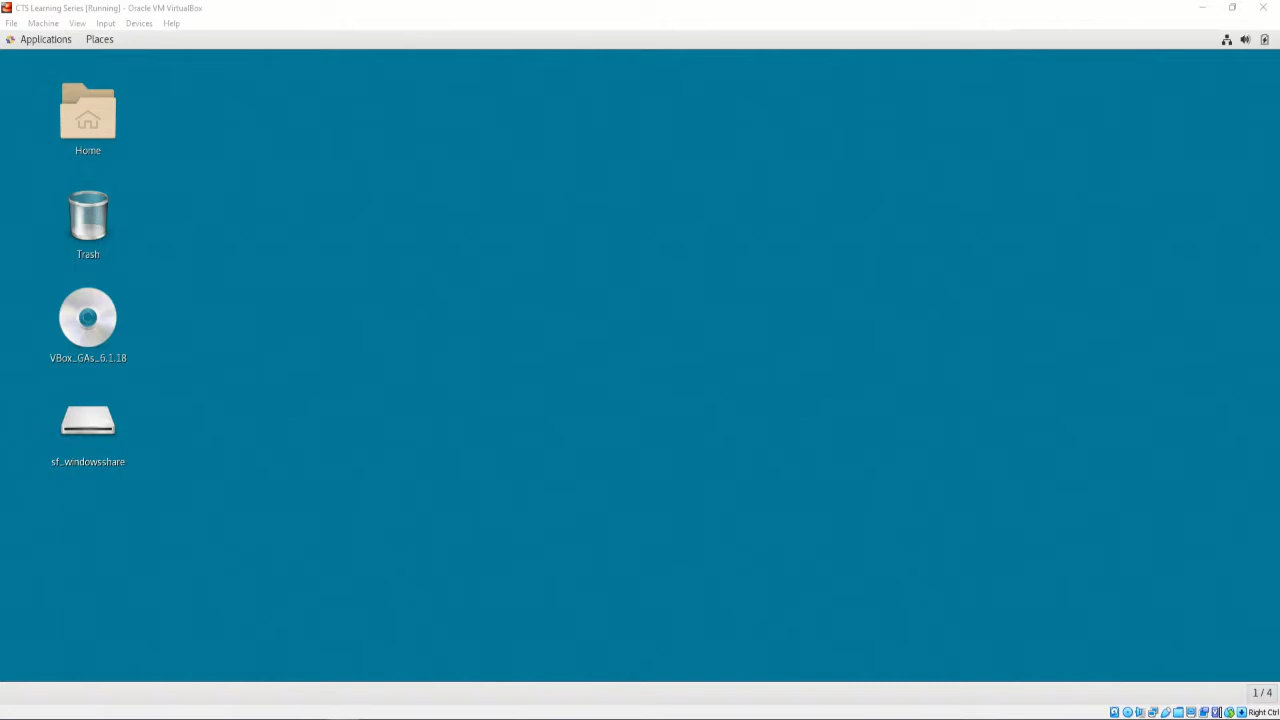 CTS Learning Series [Running] - Oracle VM VirtualBox
File Machine View Input Devices Help
Applications Places
Home
Trash
VBox_GAs_6.1.18
sf_windowsshare
1 / 4
Right Ctrl